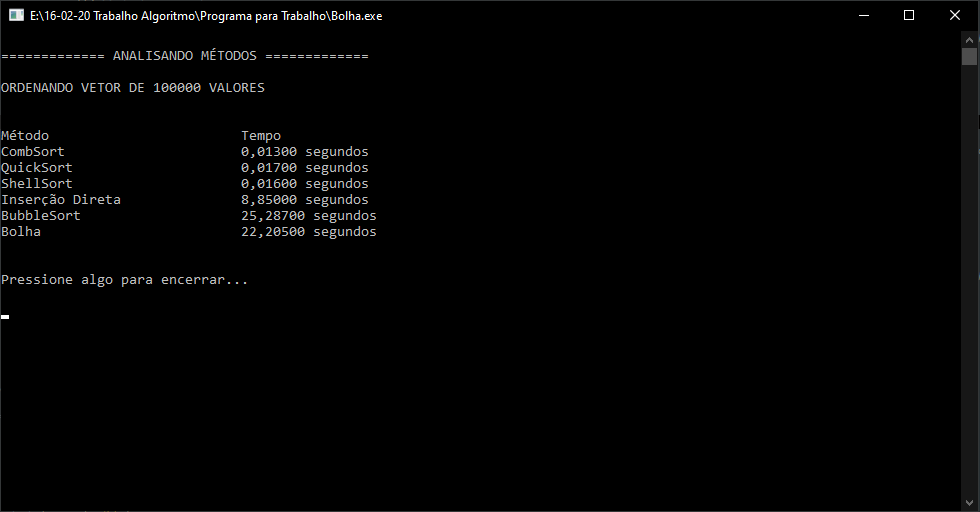 E:\16-02-20 Trabalho Algoritmo\Programa para Trabalho\Bolha.exe
============= ANALISANDO MÉTODOS =============
ORDENANDO VETOR DE 100000 VALORES
Método Tempo
CombSort 0,01300 segundos
QuickSort 0,01700 segundos
ShellSort 0,01600 segundos
Inserção Direta 8,85000 segundos
BubbleSort 25,28700 segundos
Bolha 22,20500 segundos
Pressione algo para encerrar...